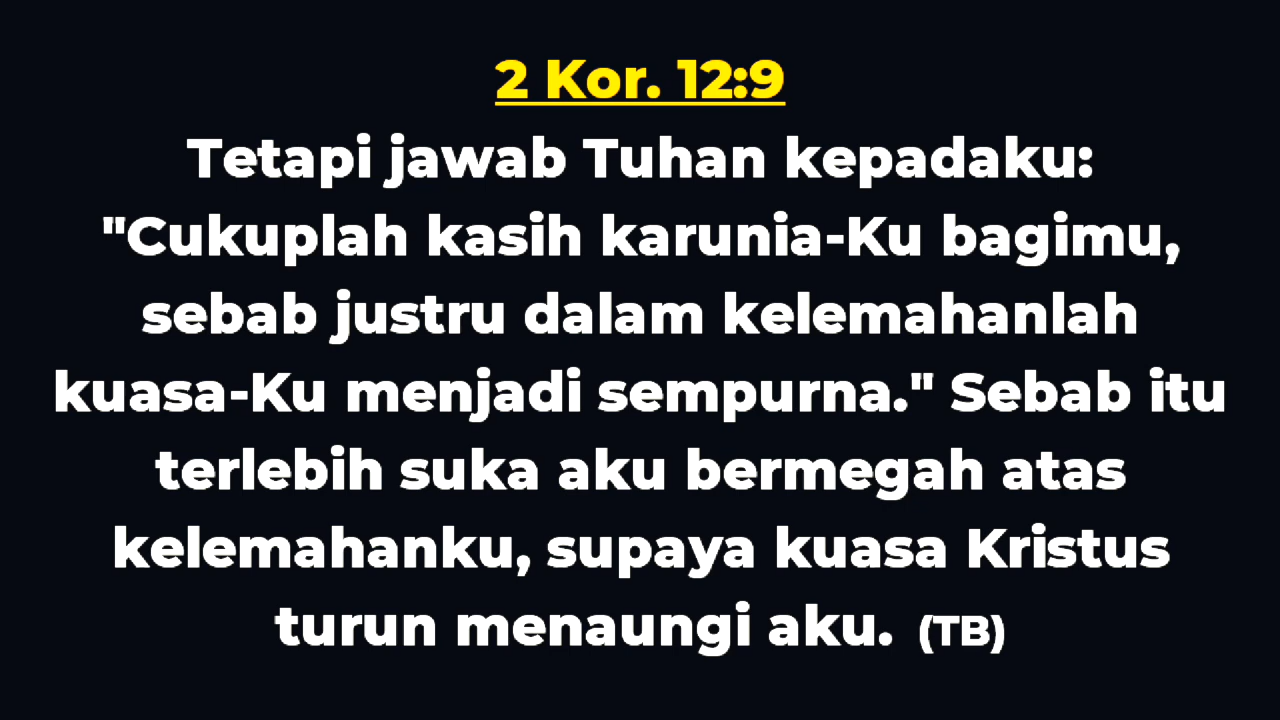 2 Kor. 12:9
Tetapi jawab Tuhan kepadaku:
"Cukuplah kasih karunia-Ku bagimu,
sebab justru dalam kelemahanlah
kuasa-Ku menjadi sempurna." Sebab itu
terlebih suka aku bermegah atas
kelemahanku, supaya kuasa Kristus
turun menaungi aku. (TB)